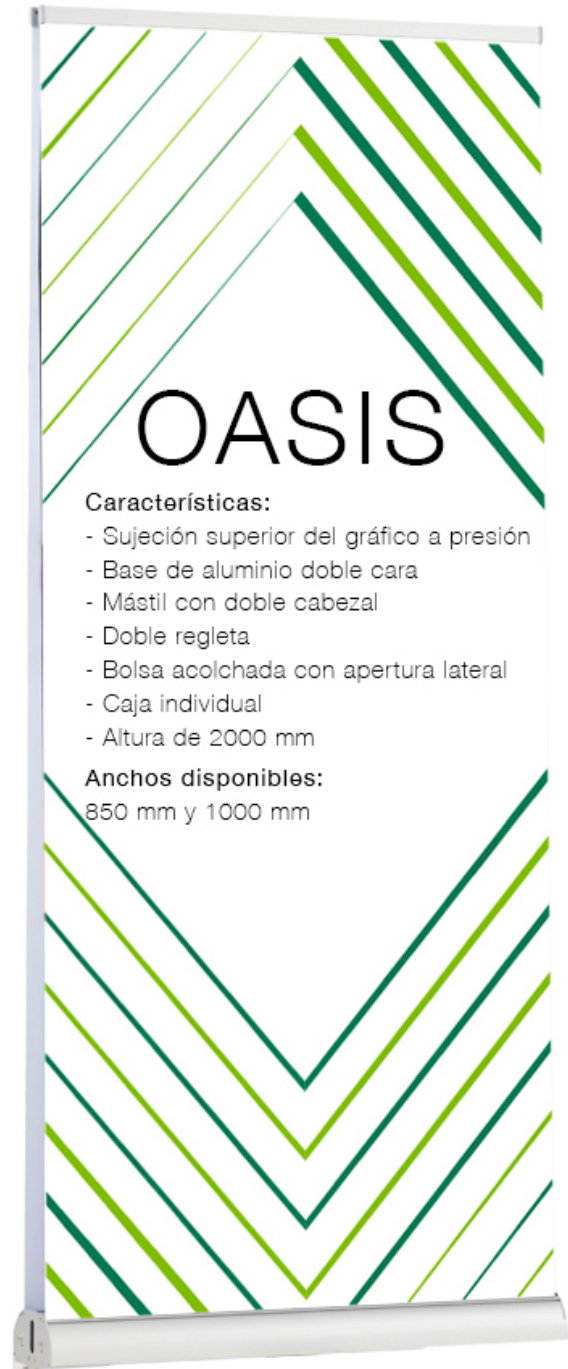 OASIS
Características:
- Sujeción superior del gráfico a presión
- Base de aluminio doble cara
- Mástil con doble cabezal
- Doble regleta
- Bolsa acolchada con apertura lateral
- Caja individual
- Altura de 2000 mm
Anchos disponibles:
850 mm y 1000 mm